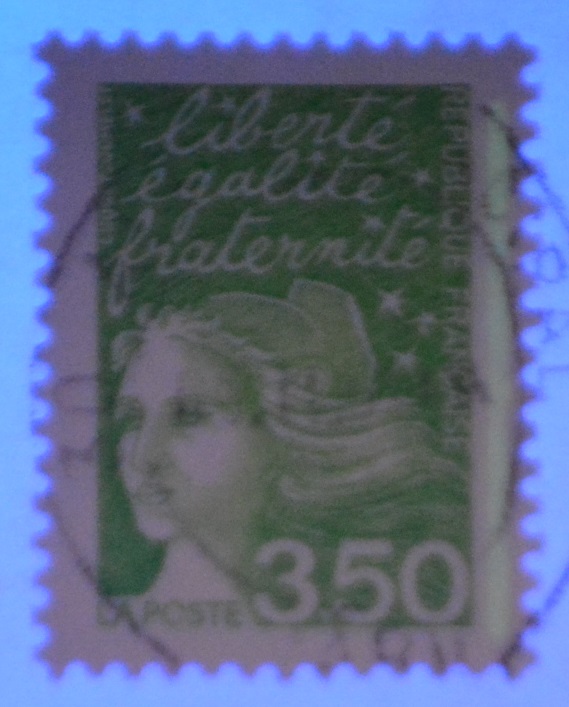 liberté
égalité
fraternité
RÉPUBLIQUE FRANÇAISE
3,50
LA POSTE